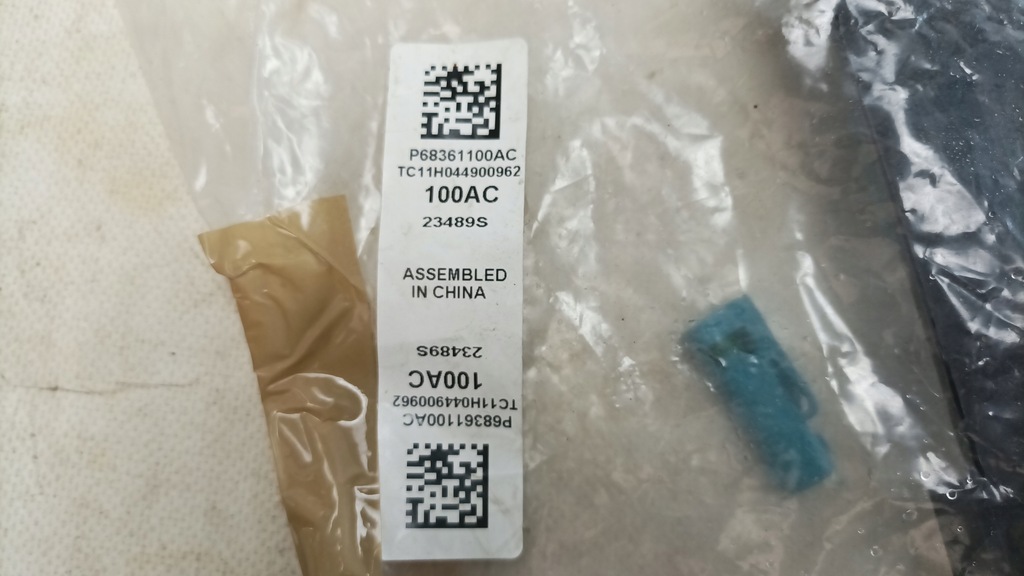 P68361100AC
TC11H044900962
100AC
23489S
ASSEMBLED
IN CHINA
23489S
100AC
TC11H044900962
P68361100AC